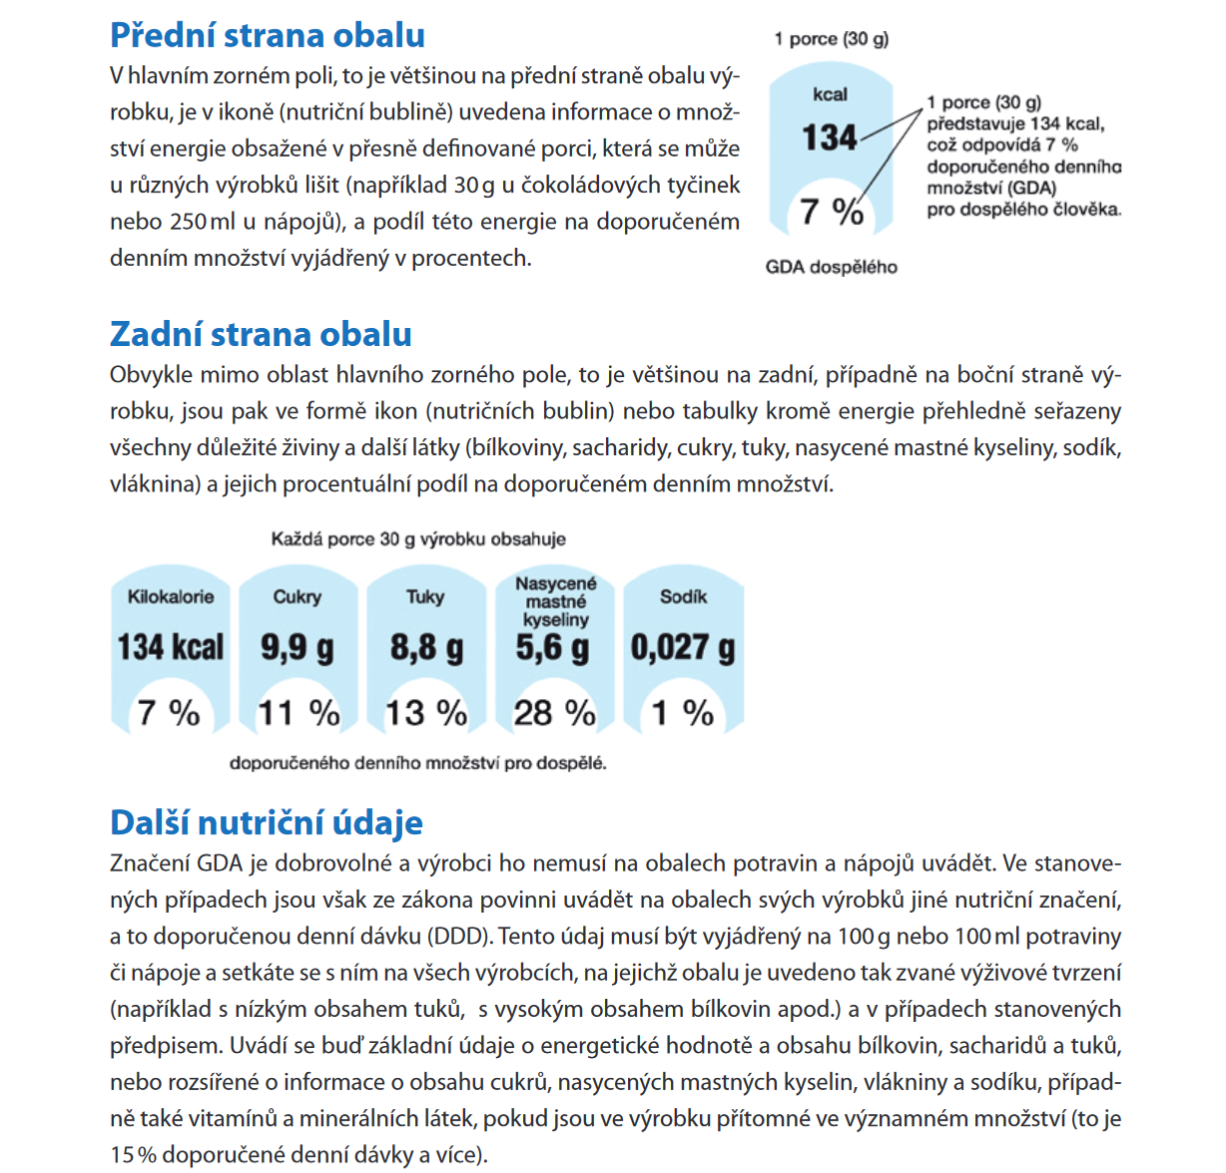 Přední strana obalu
V hlavním zorném poli, to je většinou na přední straně obalu vý-
robku, je v ikoně (nutriční bublině) uvedena informace o množ-
ství energie obsažené v přesně definované porci, která se může
u různých výrobků lišit (například 30 g u čokoládových tyčinek
nebo 250 ml u nápojů), a podíl této energie na doporučeném
denním množství vyjádřený v procentech.
1 porce (30 g)
kcal
134
7 %
GDA dospělého
1 porce (30 g)
představuje 134 kcal,
což odpovídá 7 %
doporučeného denního
množství (GDA)
pro dospělého člověka.
Zadní strana obalu
Obvykle mimo oblast hlavního zorného pole, to je většinou na zadní, případně na boční straně vý-
robku, jsou pak ve formě ikon (nutričních bublin) nebo tabulky kromě energie přehledně seřazeny
všechny důležité živiny a další látky (bílkoviny, sacharidy, cukry, tuky, nasycené mastné kyseliny, sodík,
vláknina) a jejich procentuální podíl na doporučeném denním množství.
Každá porce 30 g výrobku obsahuje
Kilokalorie
134 kcal
7 %
Cukry
9,9 g
11 %
Tuky
8,8 g
13 %
Nasycené
mastné
kyseliny
5,6 g
28 %
Sodík
0,027 g
1 %
doporučeného denního množství pro dospělé.
Další nutriční údaje
Značení GDA je dobrovolné a výrobci ho nemusí na obalech potravin a nápojů uvádět. Ve stanove-
ných případech jsou však ze zákona povinni uvádět na obalech svých výrobků jiné nutriční značení,
a to doporučenou denní dávku (DDD). Tento údaj musí být vyjádřený na 100 g nebo 100 ml potraviny
či nápoje a setkáte se s ním na všech výrobcích, na jejichž obalu je uvedeno tak zvané výživové tvrzení
(například s nízkým obsahem tuků, s vysokým obsahem bílkovin apod.) a v případech stanovených
předpisem. Uvádí se buď základní údaje o energetické hodnotě a obsahu bílkovin, sacharidů a tuků,
nebo rozsířené o informace o obsahu cukrů, nasycených mastných kyselin, vlákniny a sodíku, případ-
ně také vitamínů a minerálních látek, pokud jsou ve výrobku přítomné ve významném množství (to je
15 % doporučené denní dávky a více).